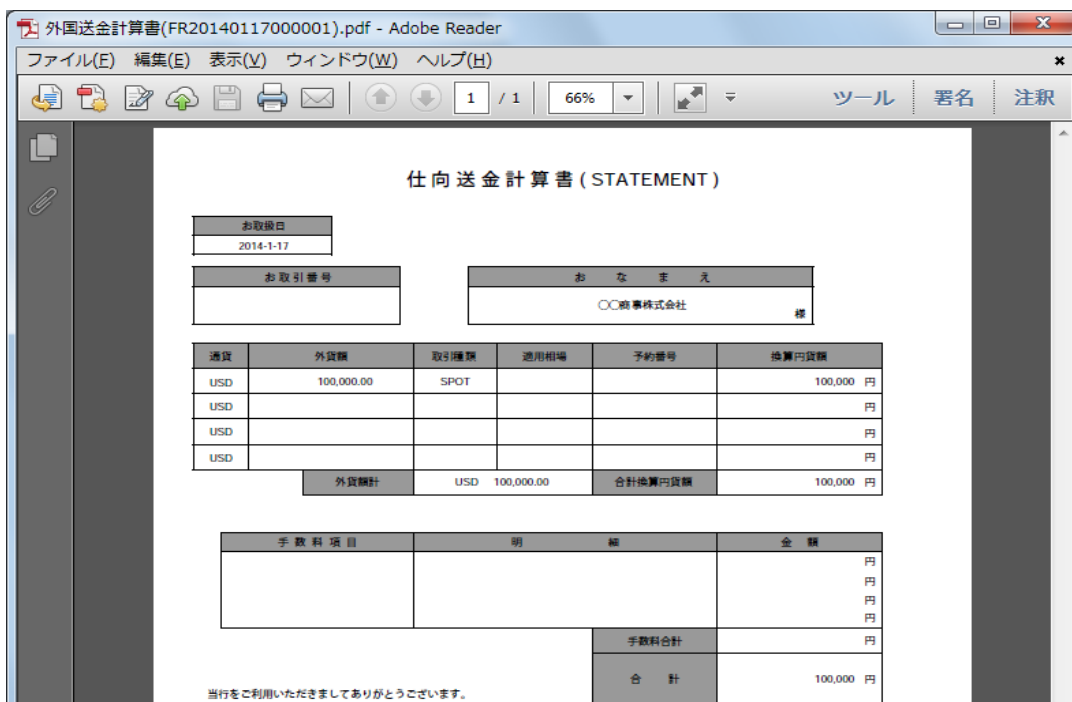 外国送金計算書(FR20140117000001).pdf - Adobe Reader
ファイル(F) 編集(E) 表示(V) ウィンドウ(W) ヘルプ(H)
1 / 1 66% ツール 署名 注釈
仕向送金計算書(STATEMENT)
お取扱日
2014-1-17
お取引番号 おなまえ
○○商事株式会社
様
通貨 外貨額 取引種類 適用相場 予約番号 換算円貨額
USD 100,000.00 SPOT 100,000 円
USD 円
USD 円
USD 円
外貨額計 USD 100,000.00 合計換算円貨額 100,000 円
手数料項目 明細 金額
円
円
円
円
手数料合計 円
合計 100,000 円
当行をご利用いただきましてありがとうございます。